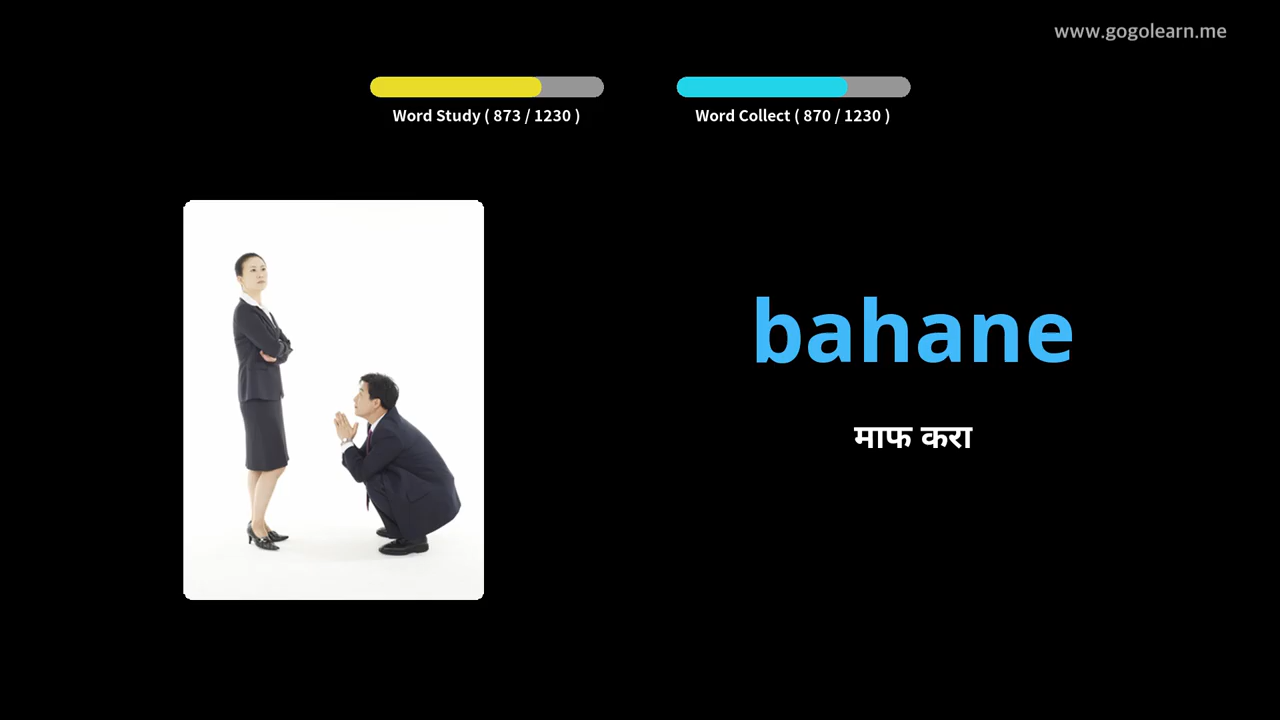 www.gogolearn.me
Word Study ( 873 / 1230 )
Word Collect ( 870 / 1230 )
bahane
माफ करा